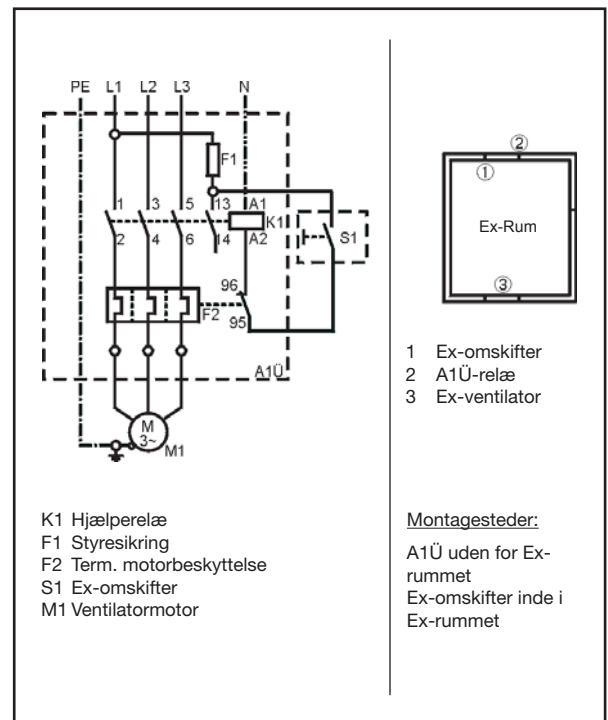 PE L1 L2 L3 N
F1
1 3 5 13 A1
K1
2 4 6 14 A2
S1
96
F2
95
A1Ü
M
3~
M1
K1 Hjælperelæ
F1 Styresikring
F2 Term. motorbeskyttelse
S1 Ex-omskifter
M1 Ventilatormotor
②
①
Ex-Rum
③
1 Ex-omskifter
2 A1Ü-relæ
3 Ex-ventilator
Montagesteder:
A1Ü uden for Ex-
rummet
Ex-omskifter inde i
Ex-rummet